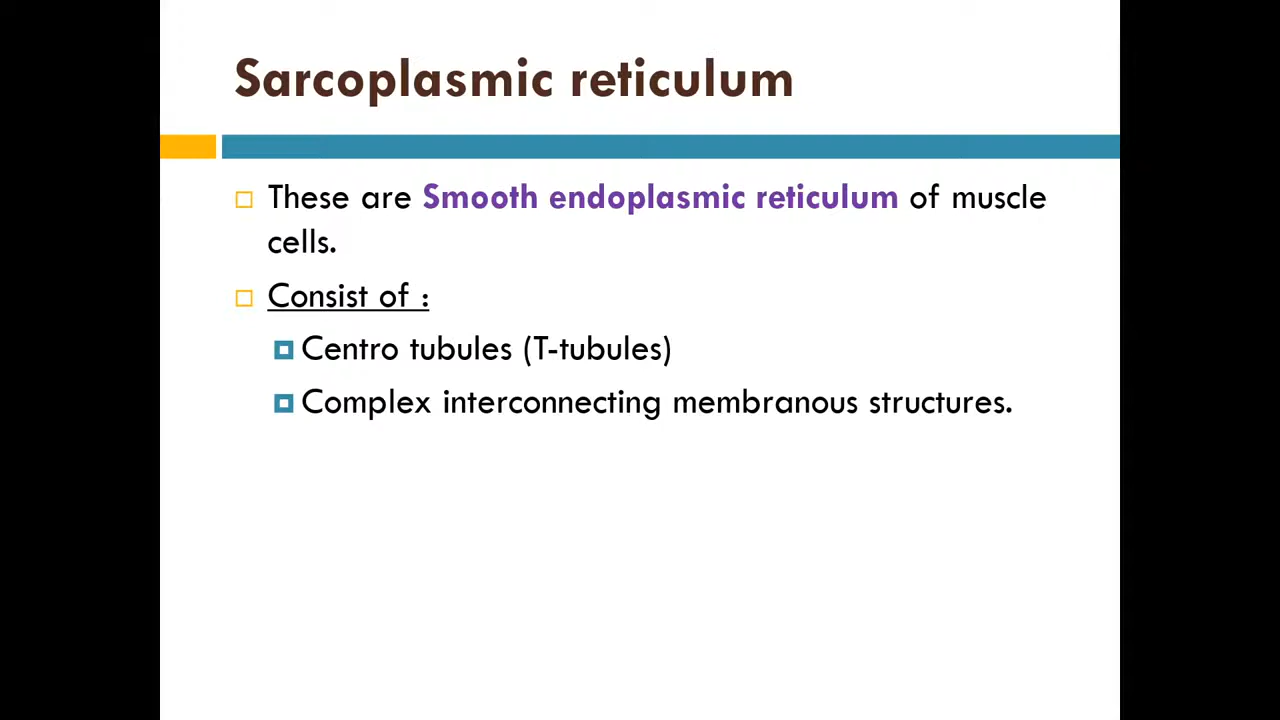 Sarcoplasmic reticulum
These are Smooth endoplasmic reticulum of muscle
cells.
Consist of :
Centro tubules (T-tubules)
Complex interconnecting membranous structures.